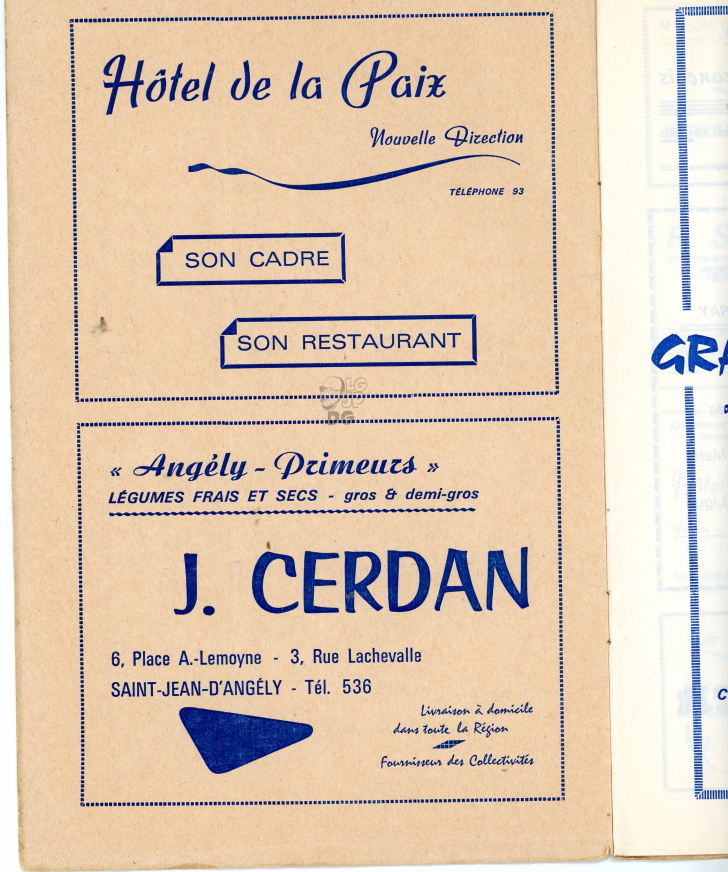 Hôtel de la Paix
Nouvelle Direction
TÉLÉPHONE 93
SON CADRE
SON RESTAURANT
« Angély - Primeurs »
LÉGUMES FRAIS ET SECS - gros & demi-gros
J. CERDAN
6, Place A.-Lemoyne - 3, Rue Lachevalle
SAINT-JEAN-D'ANGÉLY - Tél. 536
Livraison à domicile
dans toute la Région
Fournisseur des Collectivités
GRA